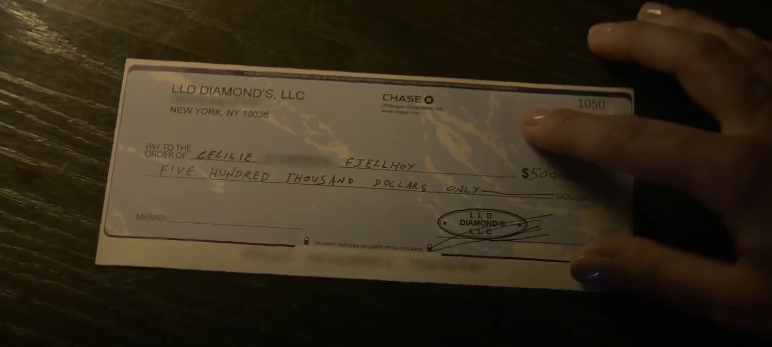 LLD DIAMOND'S, LLC
CHASE
1050
NEW YORK, NY 10036
PAY TO THE
ORDER OF CECILIE FJELLHOY
$500
FIVE HUNDRED THOUSAND DOLLARS ONLY
MEMO
LLD
DIAMOND'S
LLC